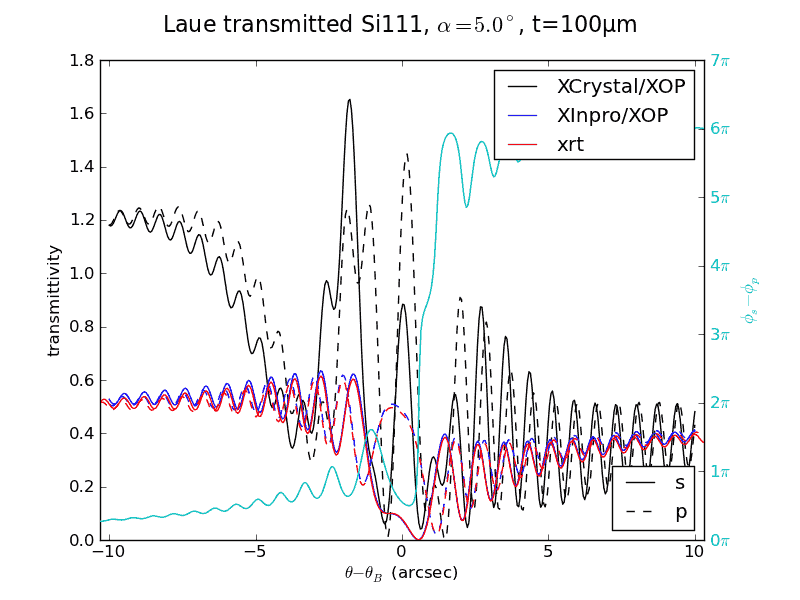 Laue transmitted Si111, α=5.0°, t=100µm
1.8
1.6
1.4
1.2
1.0
0.8
0.6
0.4
0.2
0.0
transmittivity
XCrystal/XOP
XInpro/XOP
xrt
s
p
7π
6π
5π
4π
3π
2π
1π
0π
ϕs−ϕp
−10
−5
0
5
10
θ−θB (arcsec)